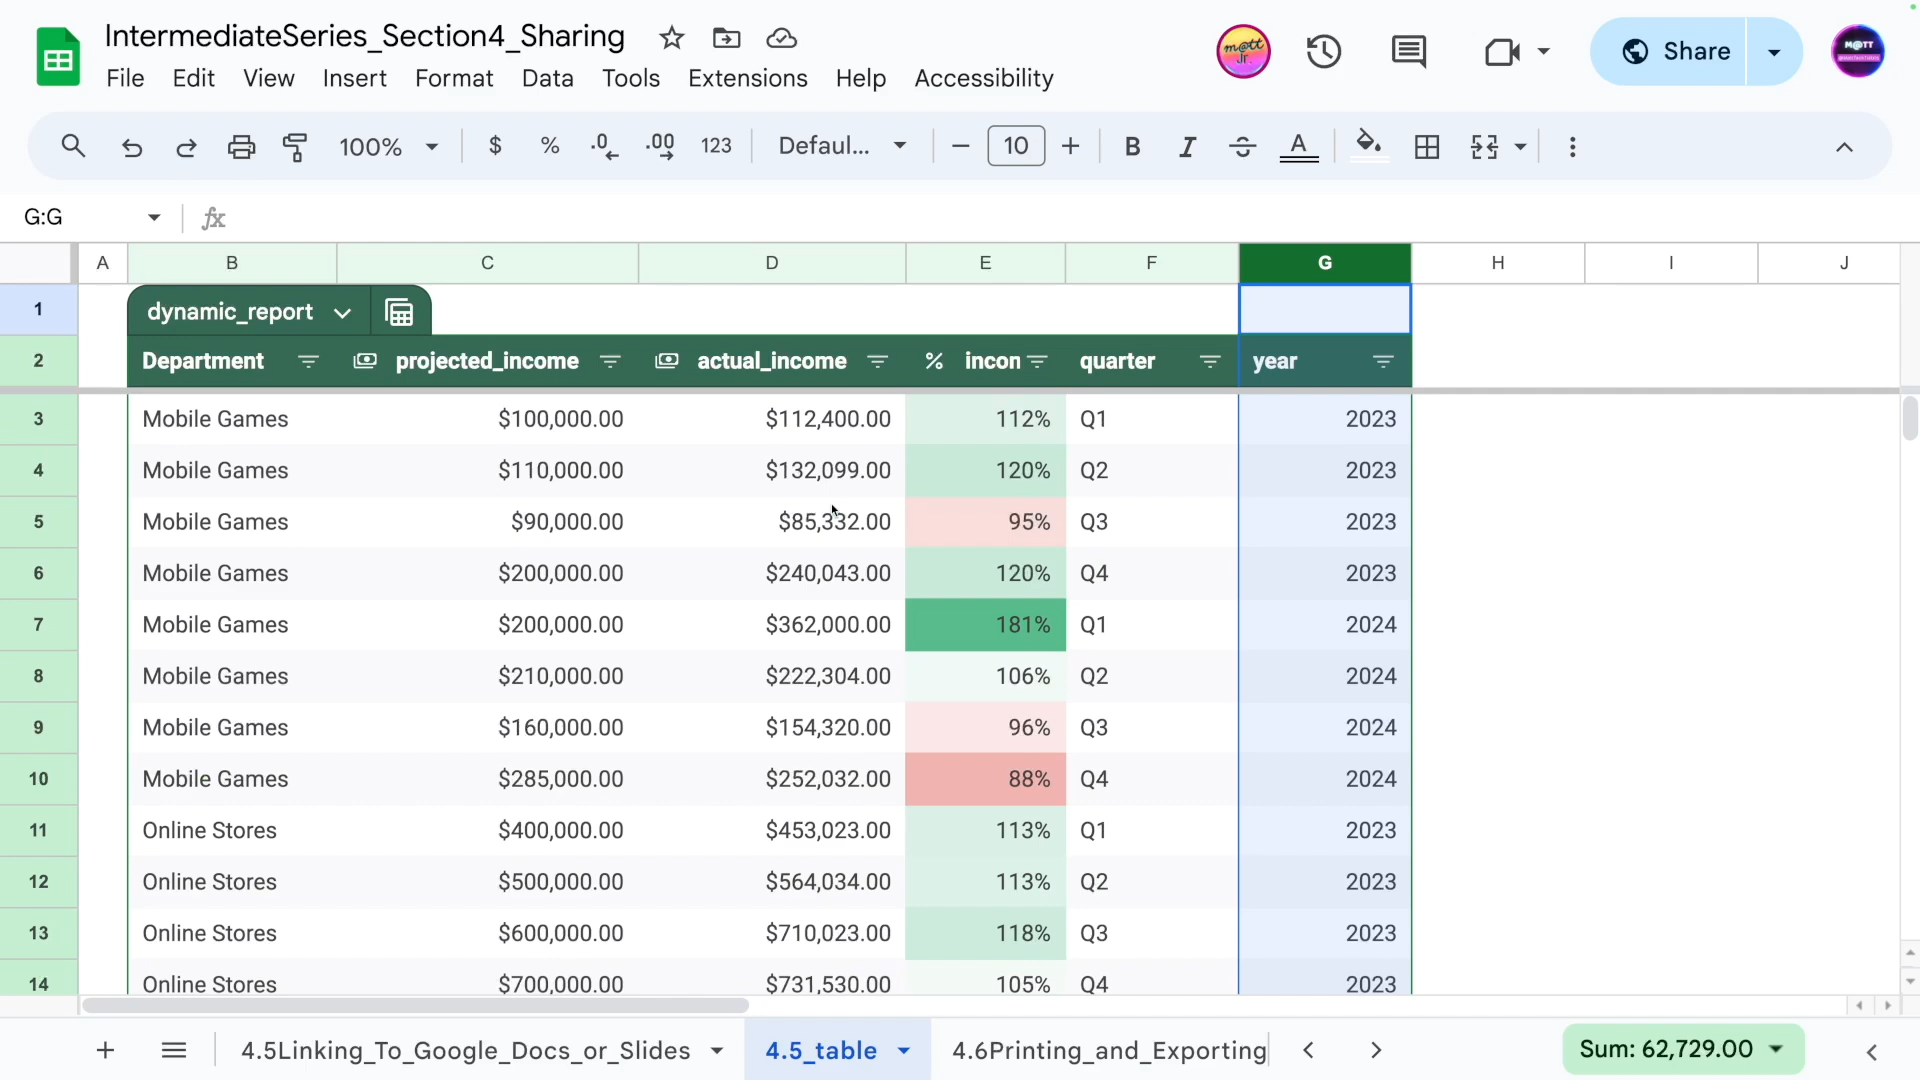 IntermediateSeries_Section4_Sharing
File Edit View Insert Format Data Tools Extensions Help Accessibility
m@tt Jr.
Share
M@TT
100% $ % .0 .00 123 Defaul... 10 B I S A
G:G fx
A B C D E F G H I J
1 dynamic_report
2 Department projected_income actual_income % incon quarter year
3 Mobile Games $100,000.00 $112,400.00 112% Q1 2023
4 Mobile Games $110,000.00 $132,099.00 120% Q2 2023
5 Mobile Games $90,000.00 $85,332.00 95% Q3 2023
6 Mobile Games $200,000.00 $240,043.00 120% Q4 2023
7 Mobile Games $200,000.00 $362,000.00 181% Q1 2024
8 Mobile Games $210,000.00 $222,304.00 106% Q2 2024
9 Mobile Games $160,000.00 $154,320.00 96% Q3 2024
10 Mobile Games $285,000.00 $252,032.00 88% Q4 2024
11 Online Stores $400,000.00 $453,023.00 113% Q1 2023
12 Online Stores $500,000.00 $564,034.00 113% Q2 2023
13 Online Stores $600,000.00 $710,023.00 118% Q3 2023
14 Online Stores $700,000.00 $731,530.00 105% Q4 2023
4.5Linking_To_Google_Docs_or_Slides 4.5_table 4.6Printing_and_Exporting Sum: 62,729.00